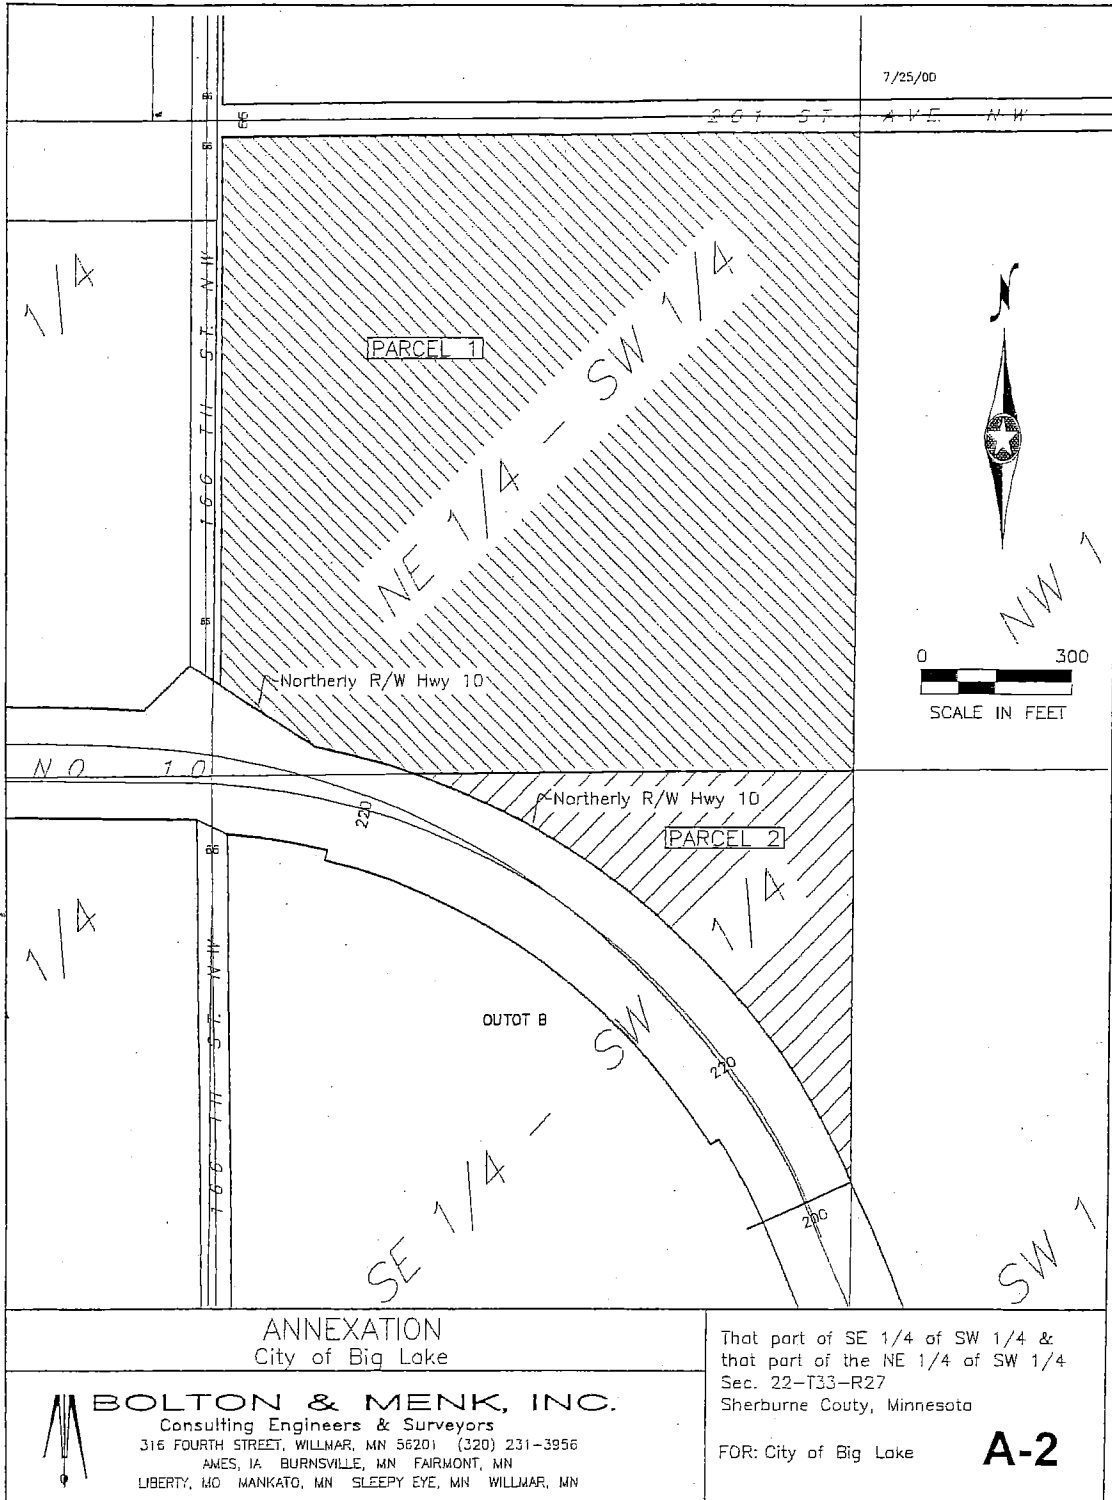 7/25/00
201 ST AVE NW
66
66
66
1/4
160 TH ST. NW
PARCEL 1
NE 1/4 - SW 1/4
N
NW 1
66
0 300
SCALE IN FEET
Northerly R/W Hwy 10
NO 10
Northerly R/W Hwy 10
220
PARCEL 2
66
1/4
OUTOT B
220
200
SE 1/4 - SW 1/4
SW 1
ANNEXATION
City of Big Lake
BOLTON & MENK, INC.
Consulting Engineers & Surveyors
316 FOURTH STREET, WILLMAR, MN 56201 (320) 231-3956
AMES, IA BURNSVILLE, MN FAIRMONT, MN
LIBERTY, MO MANKATO, MN SLEEPY EYE, MN WILLMAR, MN
That part of SE 1/4 of SW 1/4 &
that part of the NE 1/4 of SW 1/4
Sec. 22-T33-R27
Sherburne Couty, Minnesota
FOR: City of Big Lake
A-2